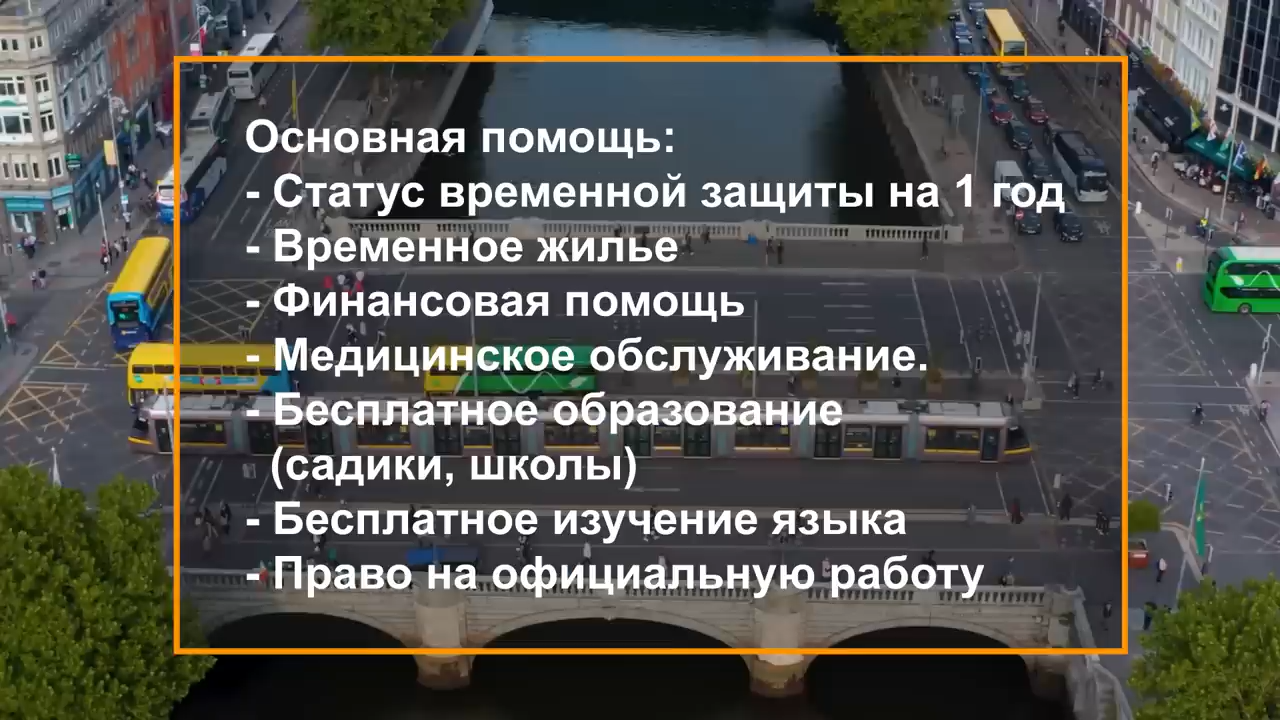 Основная помощь:
- Статус временной защиты на 1 год
- Временное жилье
- Финансовая помощь
- Медицинское обслуживание.
- Бесплатное образование
(садики, школы)
- Бесплатное изучение языка
- Право на официальную работу